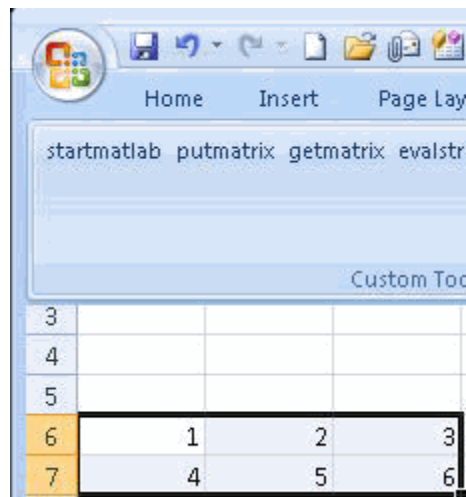 Home Insert Page Lay
startmatlab putmatrix getmatrix evalstr
Custom Too
3
4
5
6 1 2 3
7 4 5 6